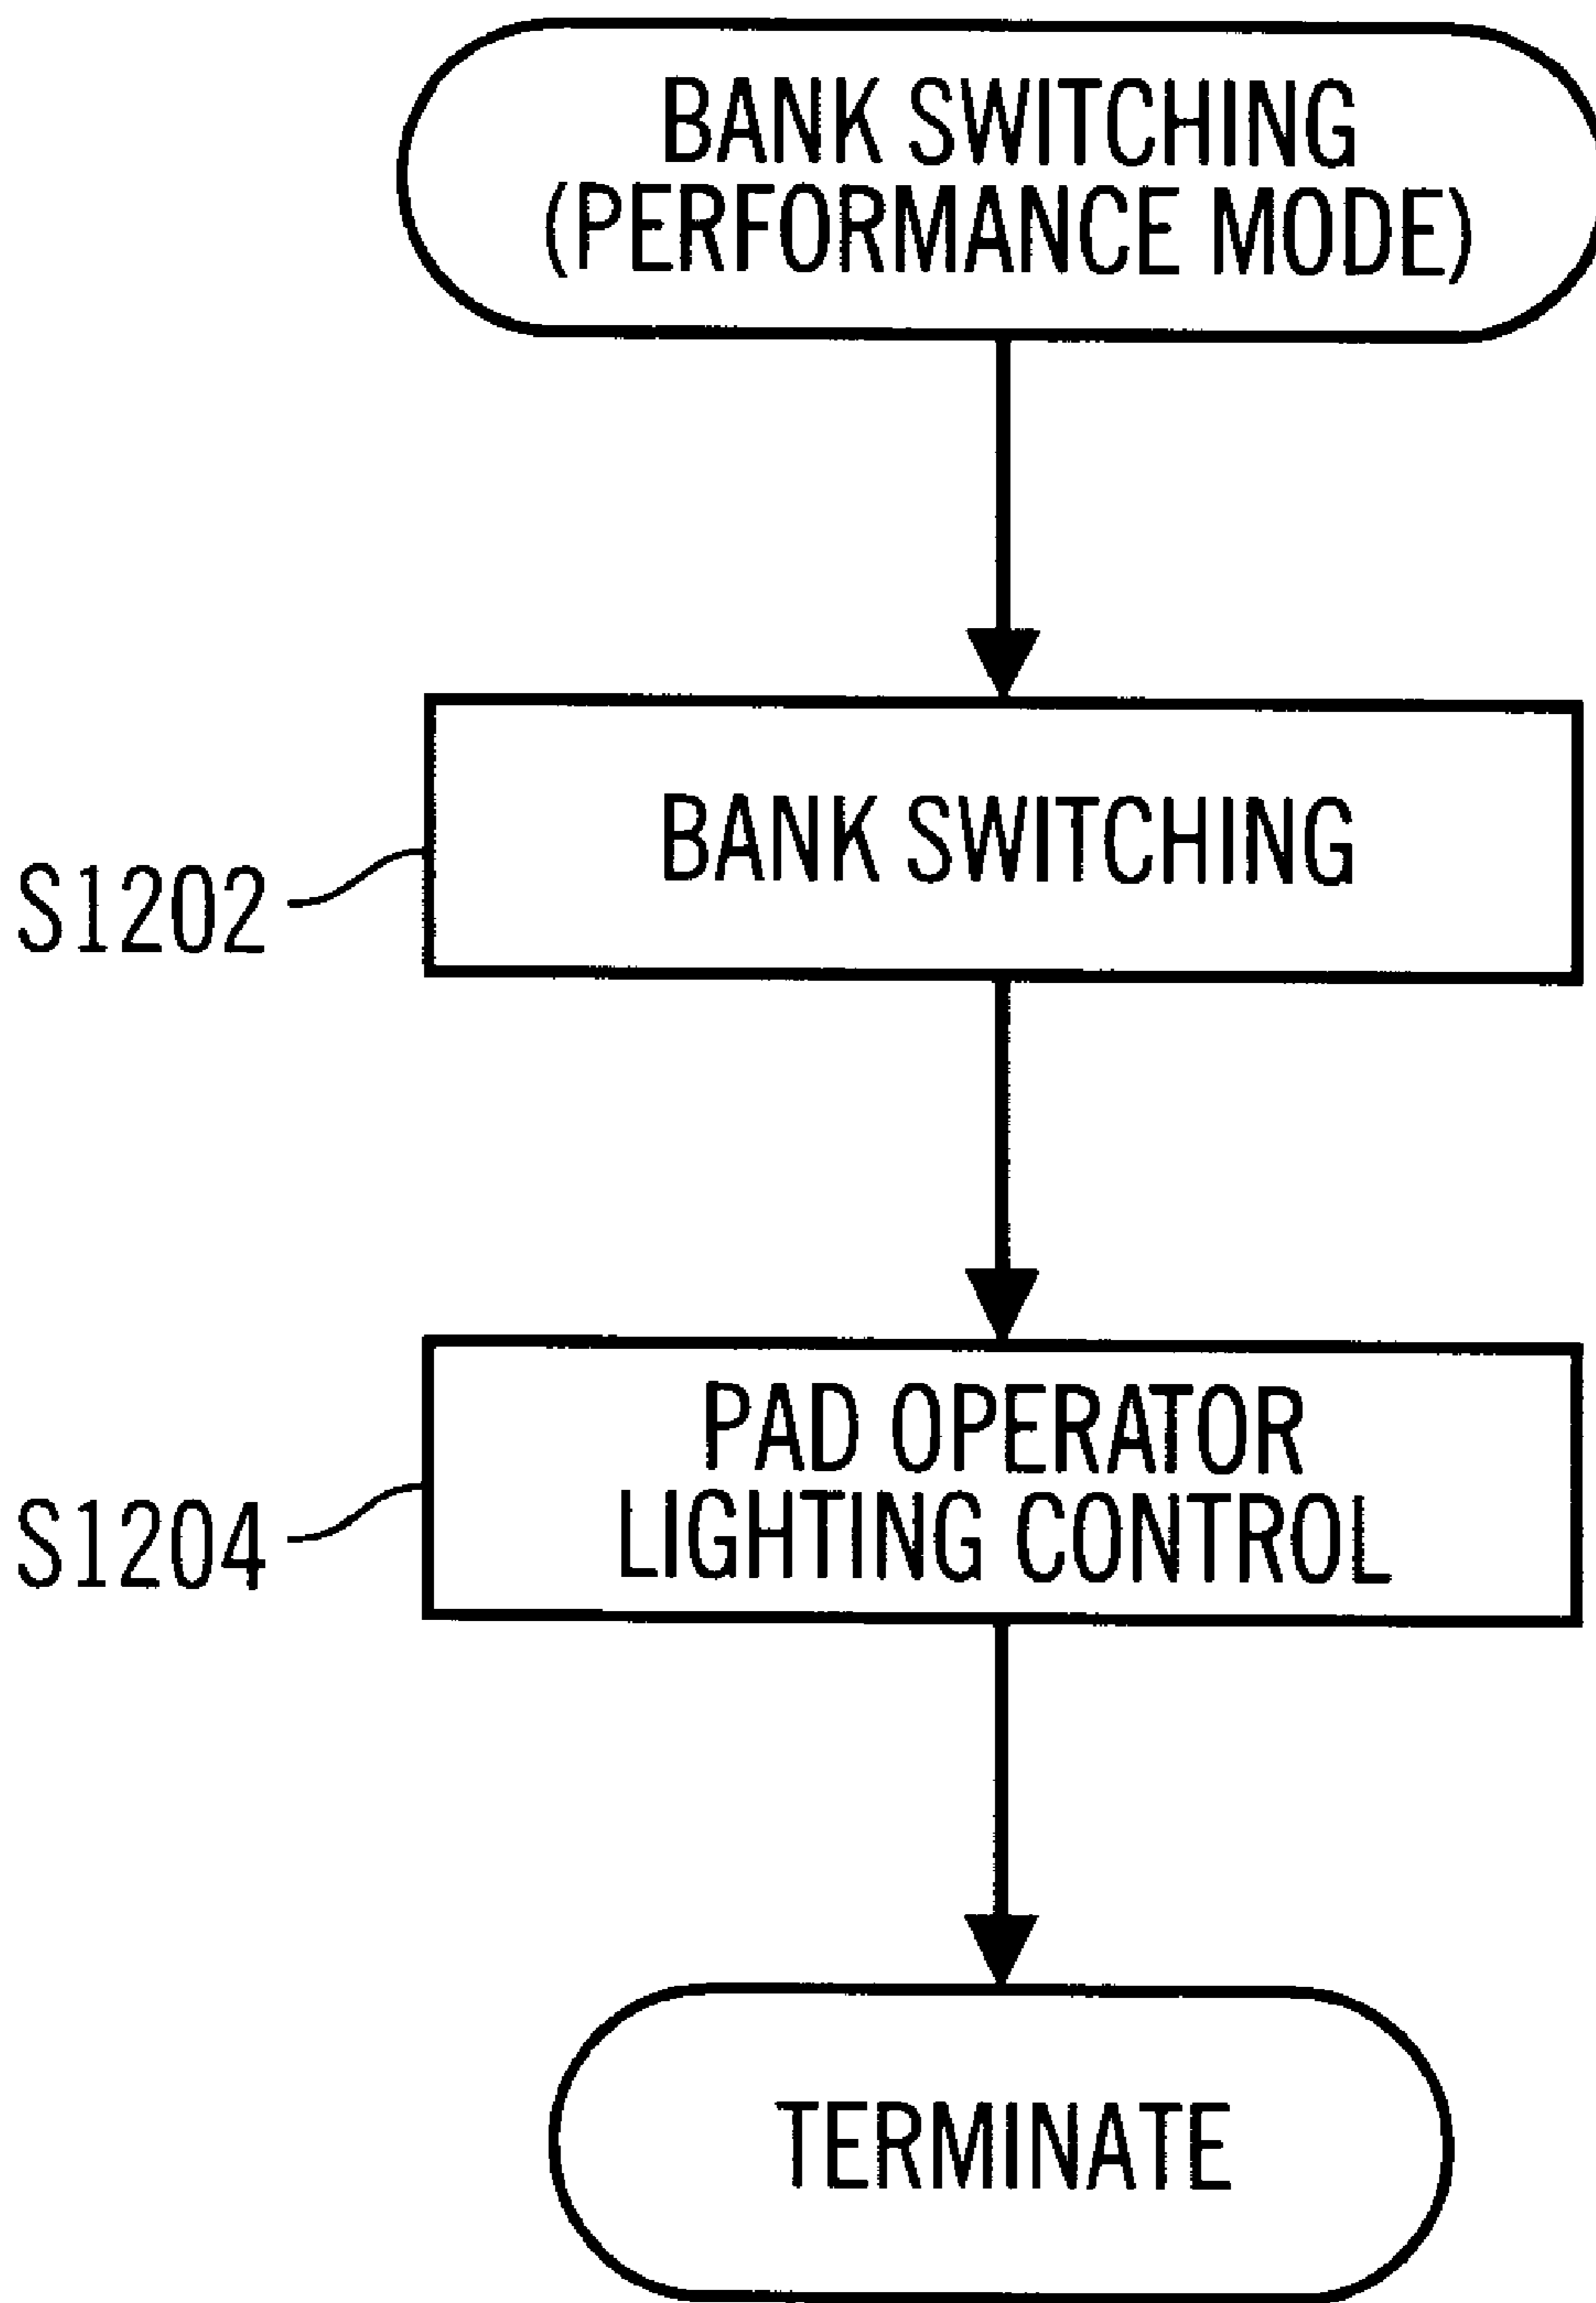 BANK SWITCHING
(PERFORMANCE MODE)
BANK SWITCHING
S1202
PAD OPERATOR
LIGHTING CONTROL
S1204
TERMINATE